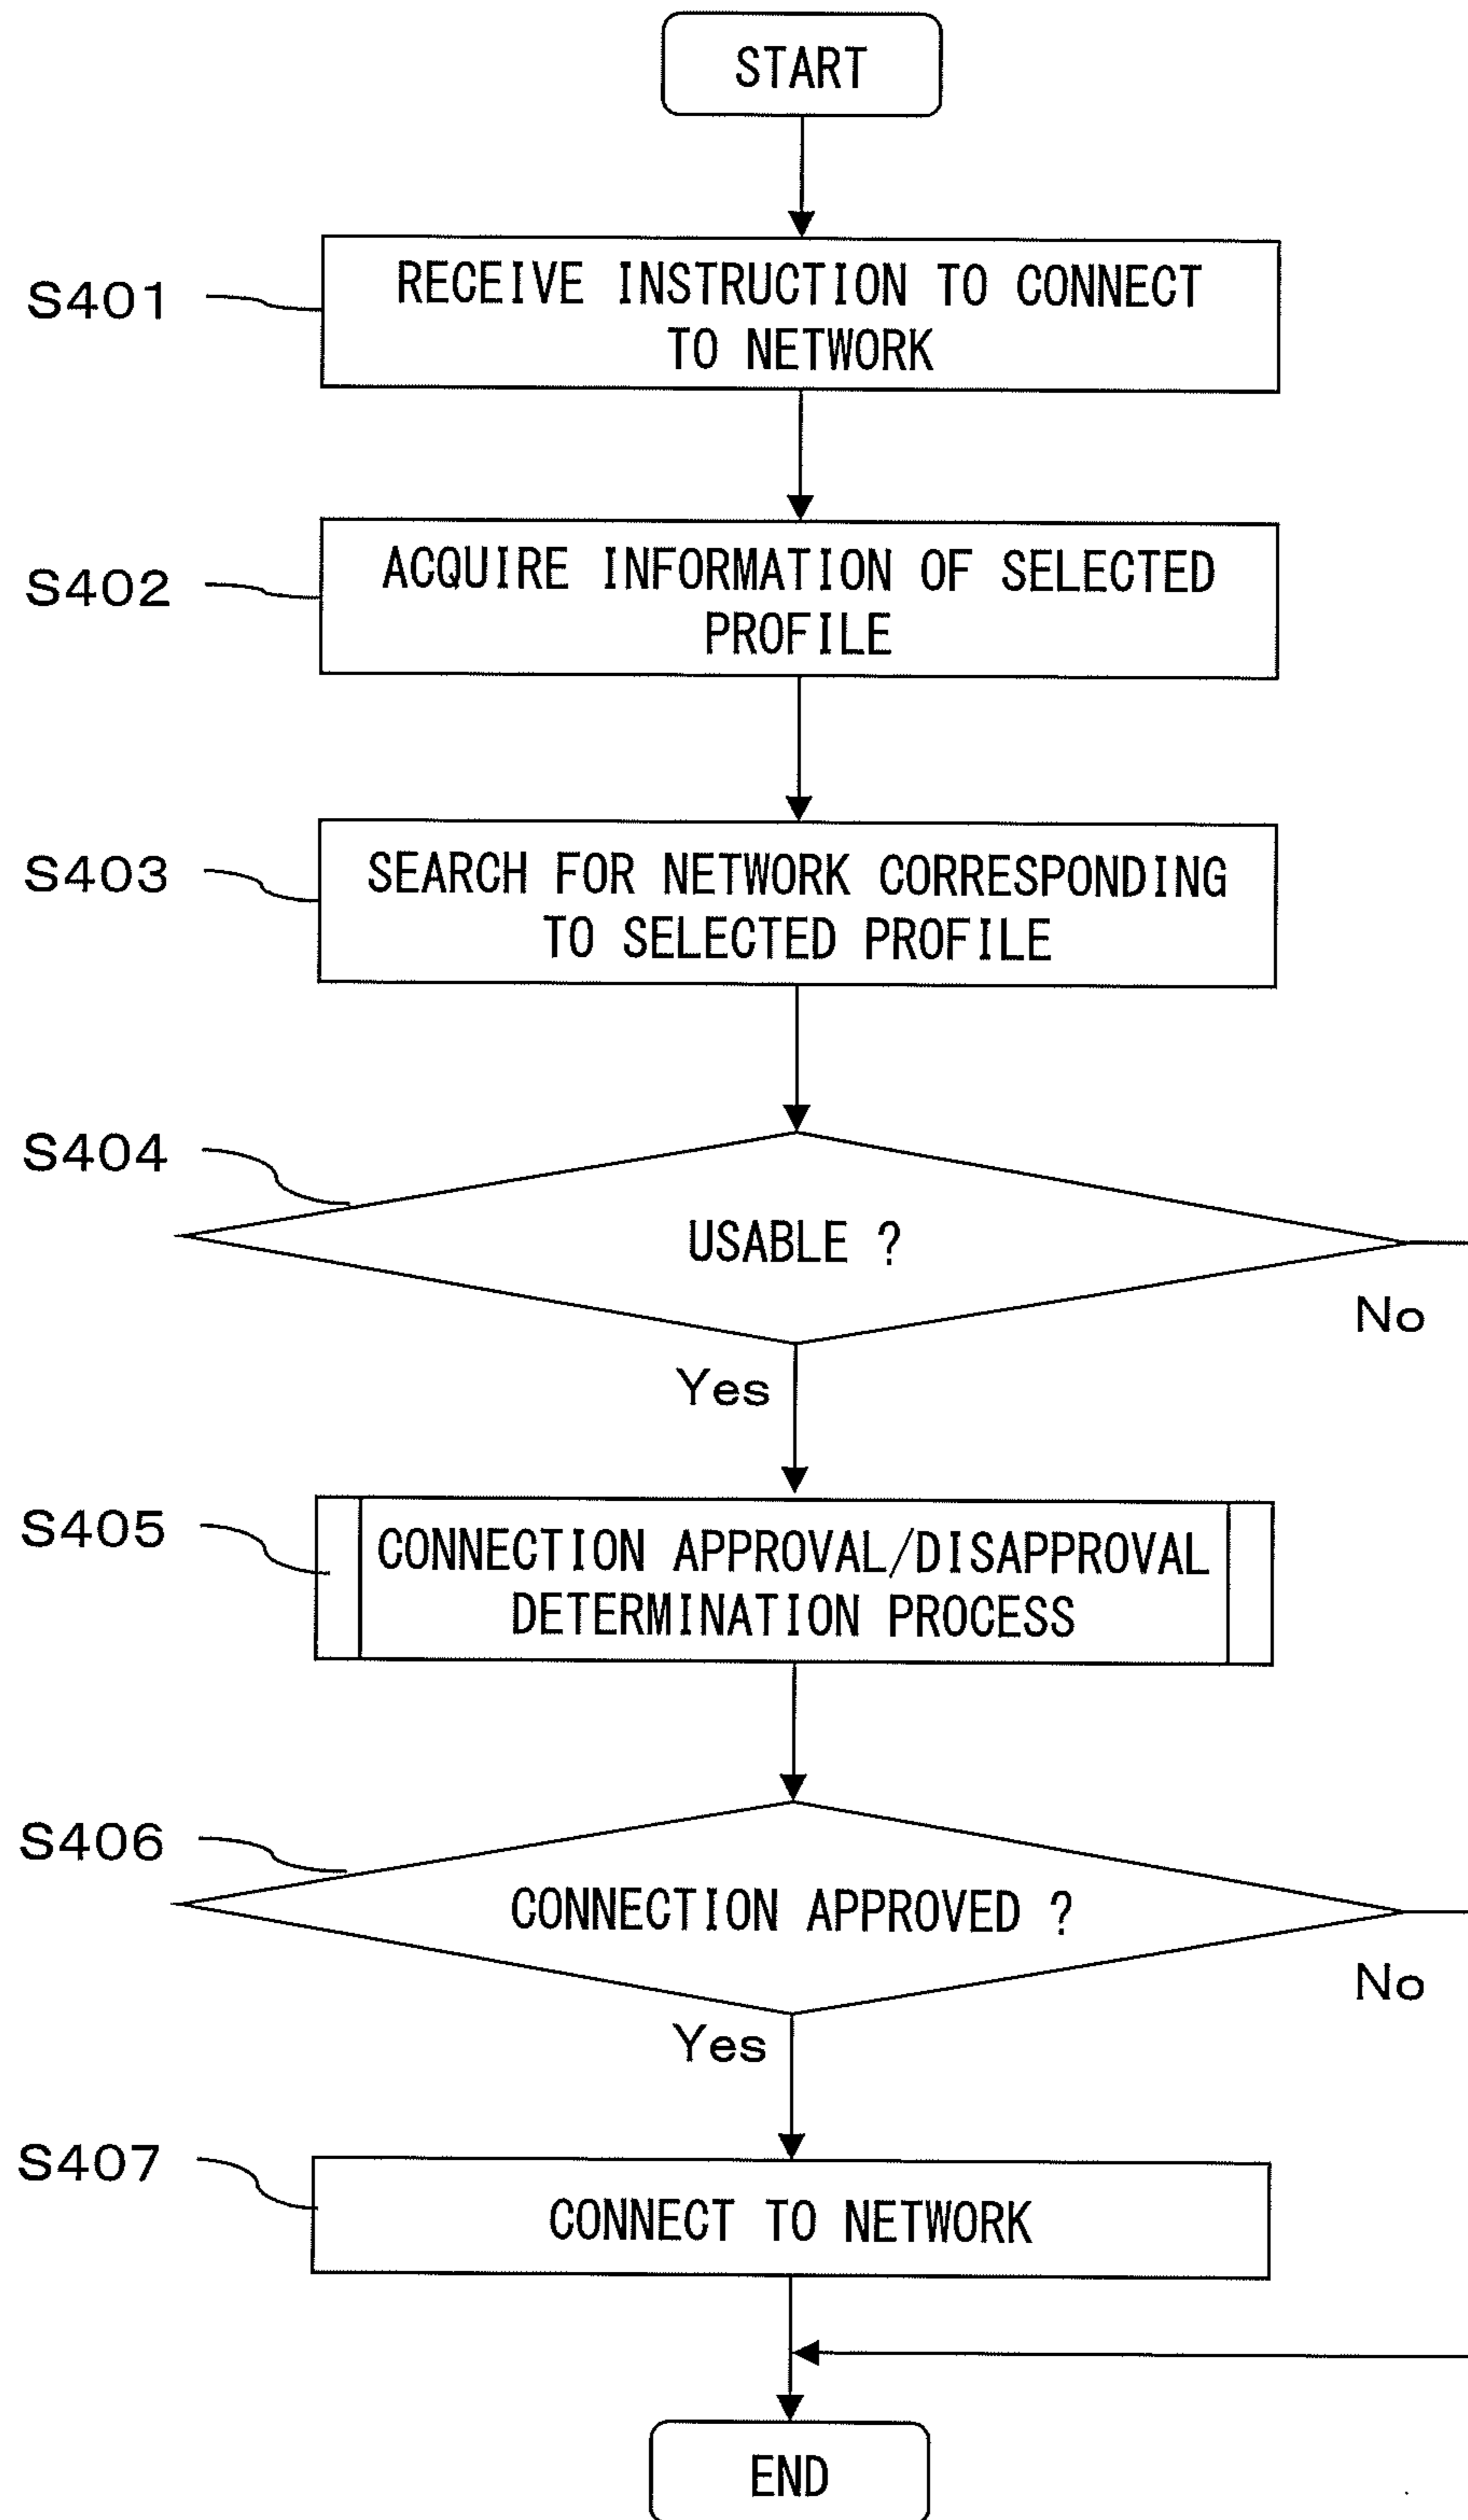 START
S401
RECEIVE INSTRUCTION TO CONNECT
TO NETWORK
S402
ACQUIRE INFORMATION OF SELECTED
PROFILE
S403
SEARCH FOR NETWORK CORRESPONDING
TO SELECTED PROFILE
S404
USABLE ?
No
Yes
S405
CONNECTION APPROVAL/DISAPPROVAL
DETERMINATION PROCESS
S406
CONNECTION APPROVED ?
No
Yes
S407
CONNECT TO NETWORK
END